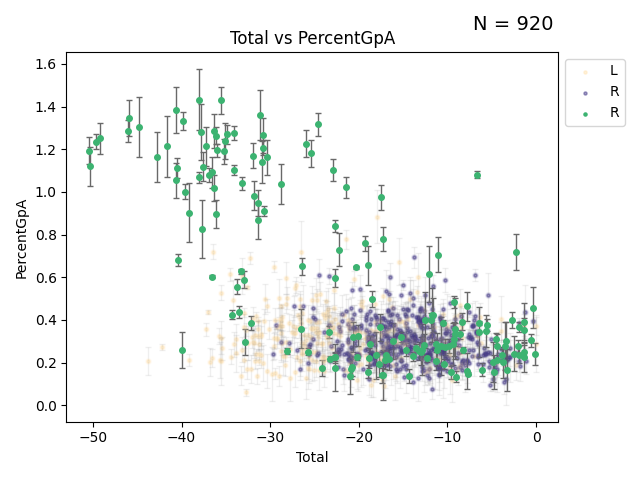 N = 920
Total vs PercentGpA
L
R
R
PercentGpA
1.6
1.4
1.2
1.0
0.8
0.6
0.4
0.2
0.0
−50 −40 −30 −20 −10 0
Total